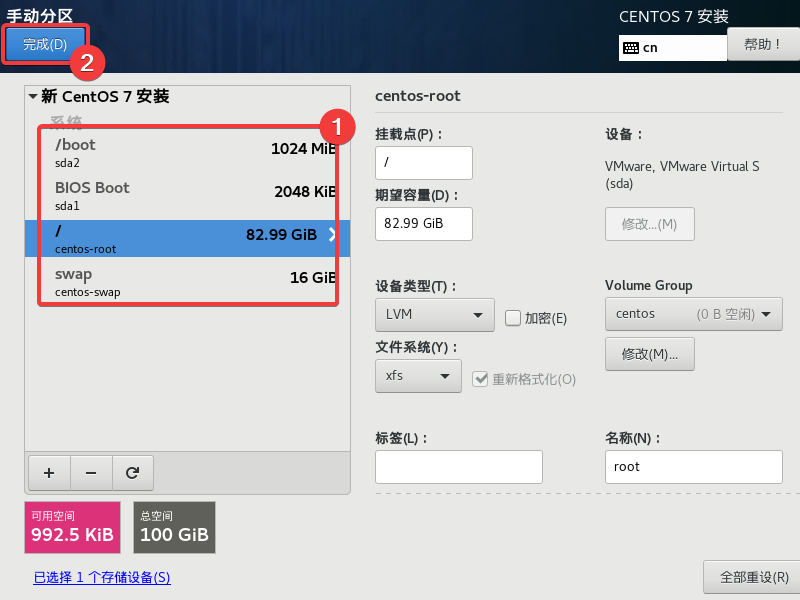 手动分区
CENTOS 7 安装
完成(D)
2
cn
帮助！
新 CentOS 7 安装
系统
1
/boot
1024 MiB
sda2
BIOS Boot
2048 KiB
sda1
/
82.99 GiB
centos-root
swap
16 GiB
centos-swap
+
−
可用空间
992.5 KiB
总空间
100 GiB
已选择 1 个存储设备(S)
centos-root
挂载点(P)：
/
期望容量(D)：
82.99 GiB
设备：
VMware, VMware Virtual S
(sda)
修改...(M)
设备类型(T)：
LVM
加密(E)
文件系统(Y)：
xfs
重新格式化(O)
Volume Group
centos (0 B 空闲)
修改(M)...
标签(L)：
名称(N)：
root
全部重设(R)